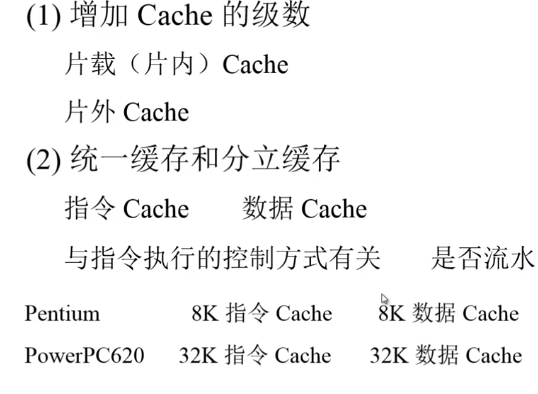 (1) 增加 Cache 的级数
片载（片内）Cache
片外 Cache
(2) 统一缓存和分立缓存
指令 Cache 数据 Cache
与指令执行的控制方式有关 是否流水
Pentium 8K 指令 Cache 8K 数据 Cache
PowerPC620 32K 指令 Cache 32K 数据 Cache